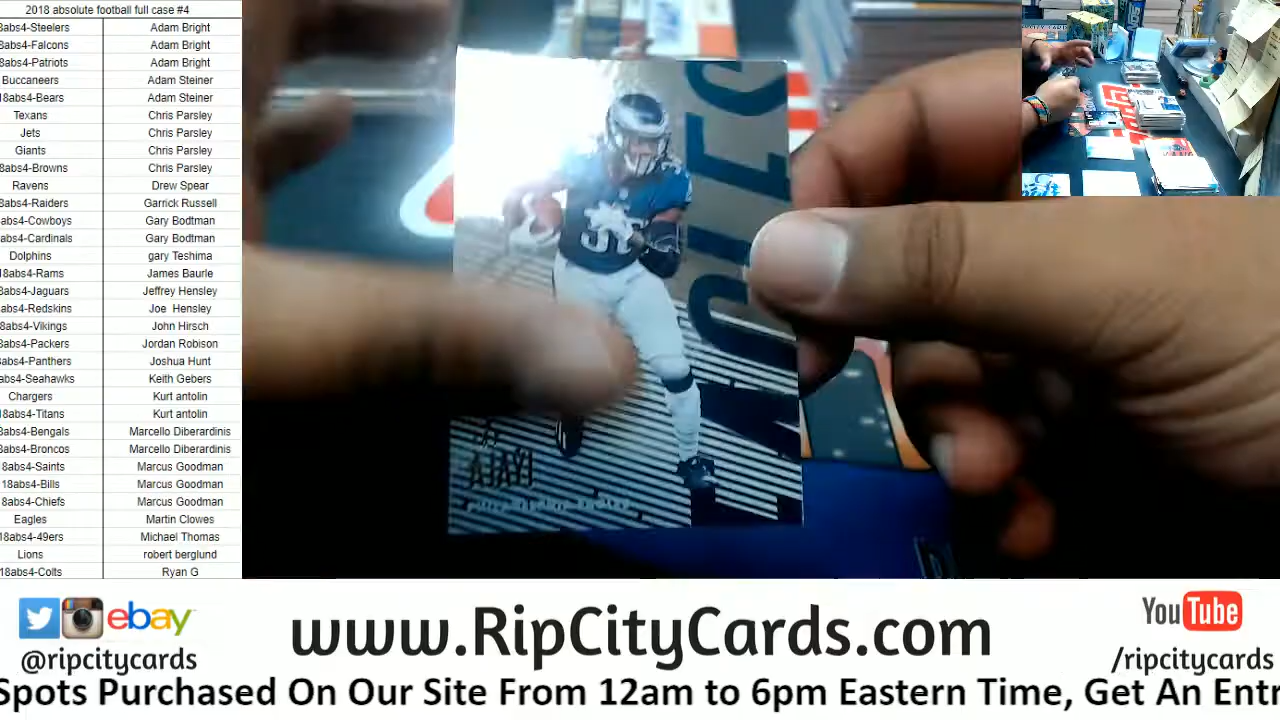 2018 absolute football full case #4
8abs4-Steelers Adam Bright
8abs4-Falcons Adam Bright
8abs4-Patriots Adam Bright
Buccaneers Adam Steiner
18abs4-Bears Adam Steiner
Texans Chris Parsley
Jets Chris Parsley
Giants Chris Parsley
8abs4-Browns Chris Parsley
Ravens Drew Spear
8abs4-Raiders Garrick Russell
abs4-Cowboys Gary Bodtman
abs4-Cardinals Gary Bodtman
Dolphins gary Teshima
18abs4-Rams James Baurle
8abs4-Jaguars Jeffrey Hensley
abs4-Redskins Joe Hensley
8abs4-Vikings John Hirsch
abs4-Packers Jordan Robison
abs4-Panthers Joshua Hunt
abs4-Seahawks Keith Gebers
Chargers Kurt antolin
18abs4-Titans Kurt antolin
8abs4-Bengals Marcello Diberardinis
8abs4-Broncos Marcello Diberardinis
8abs4-Saints Marcus Goodman
18abs4-Bills Marcus Goodman
8abs4-Chiefs Marcus Goodman
Eagles Martin Clowes
18abs4-49ers Michael Thomas
Lions robert berglund
18abs4-Colts Ryan G
EAGLES
AJAYI
ebay
@ripcitycards
www.RipCityCards.com
YouTube
/ripcitycards
Spots Purchased On Our Site From 12am to 6pm Eastern Time, Get An Entr